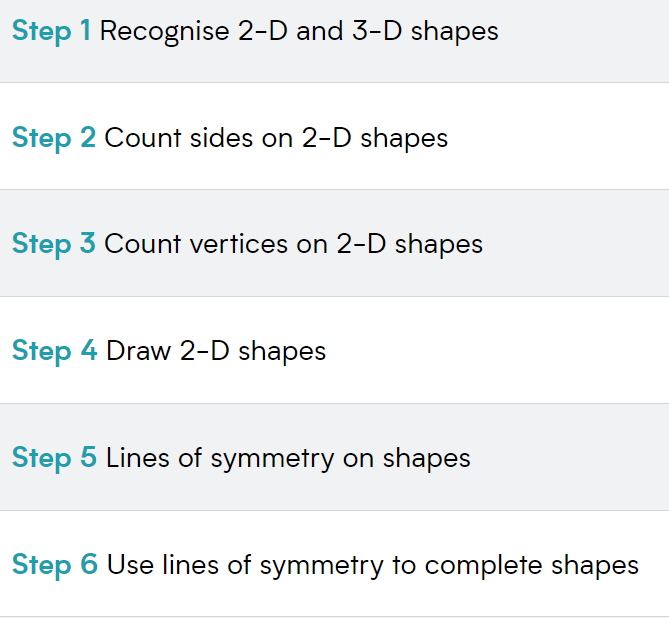 Step 1 Recognise 2-D and 3-D shapes
Step 2 Count sides on 2-D shapes
Step 3 Count vertices on 2-D shapes
Step 4 Draw 2-D shapes
Step 5 Lines of symmetry on shapes
Step 6 Use lines of symmetry to complete shapes